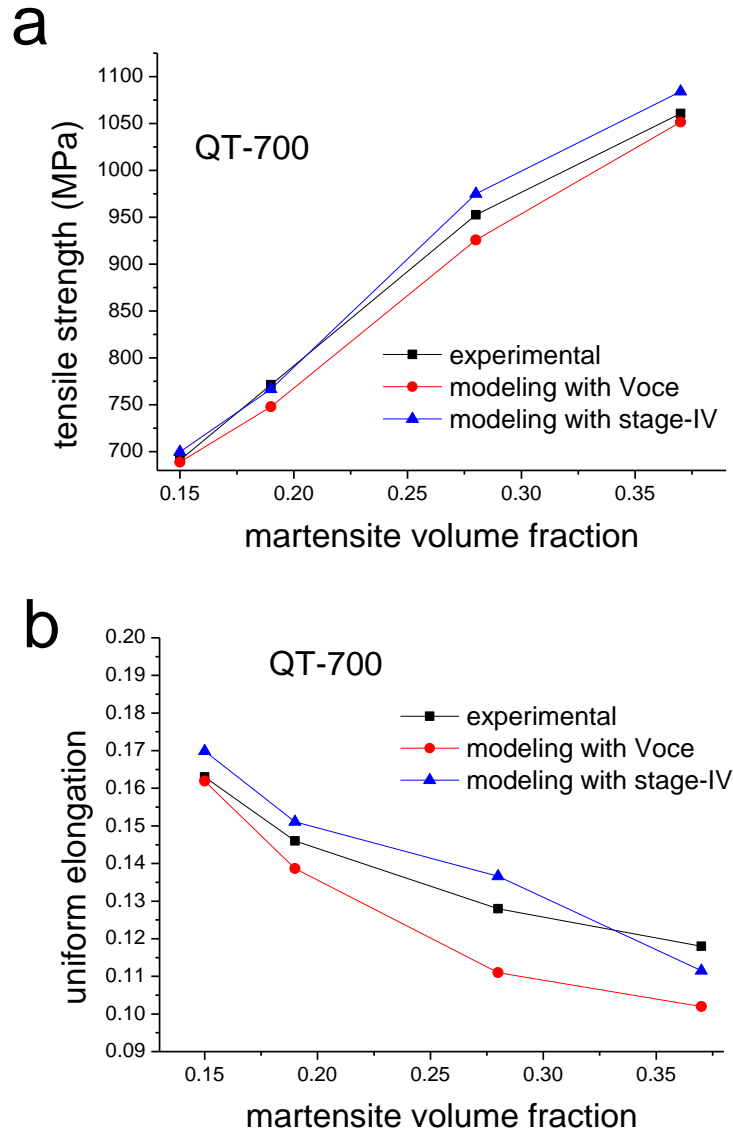 a
1100
1050
1000
950
900
850
800
750
700
tensile strength (MPa)
QT-700
experimental
modeling with Voce
modeling with stage-IV
0.15 0.20 0.25 0.30 0.35
martensite volume fraction
b
0.20
0.19
0.18
0.17
0.16
0.15
0.14
0.13
0.12
0.11
0.10
0.09
uniform elongation
QT-700
experimental
modeling with Voce
modeling with stage-IV
0.15 0.20 0.25 0.30 0.35
martensite volume fraction